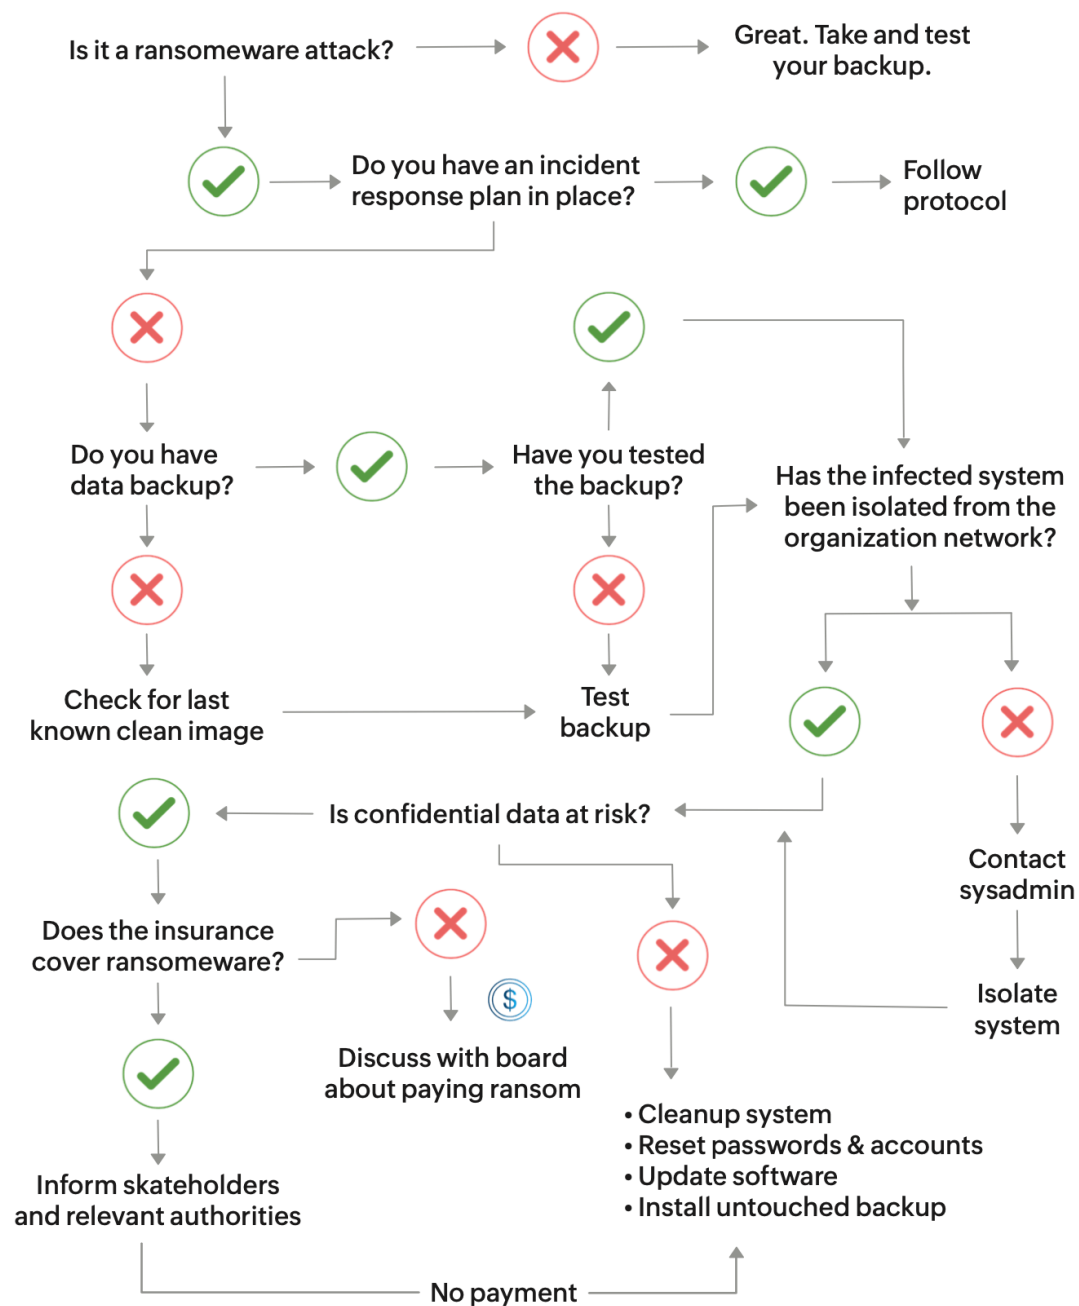 Is it a ransomeware attack?
Great. Take and test
your backup.
Do you have an incident
response plan in place?
Follow
protocol
Do you have
data backup?
Have you tested
the backup?
Has the infected system
been isolated from the
organization network?
Check for last
known clean image
Test
backup
Is confidential data at risk?
Contact
sysadmin
Does the insurance
cover ransomeware?
Isolate
system
$
Discuss with board
about paying ransom
• Cleanup system
• Reset passwords & accounts
• Update software
• Install untouched backup
Inform skateholders
and relevant authorities
No payment